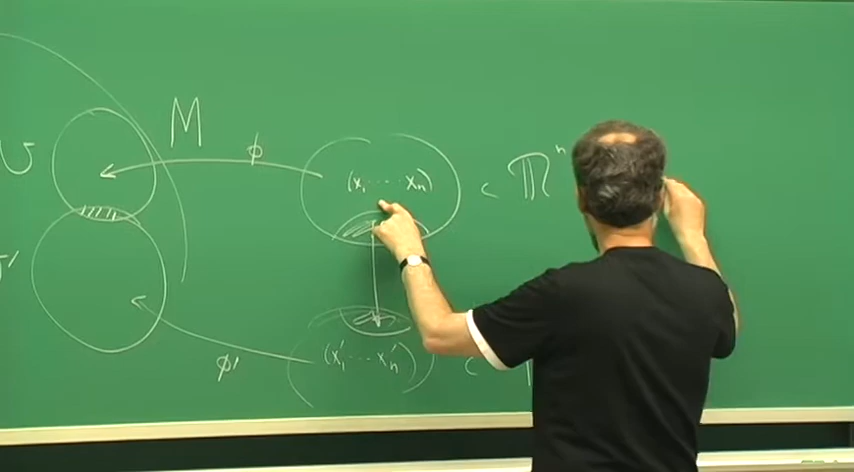 M
U
ϕ
(x₁ ··· xₙ) ⊂ ℝⁿ
U'
ϕ'
(x'₁ ··· x'ₙ) ⊂